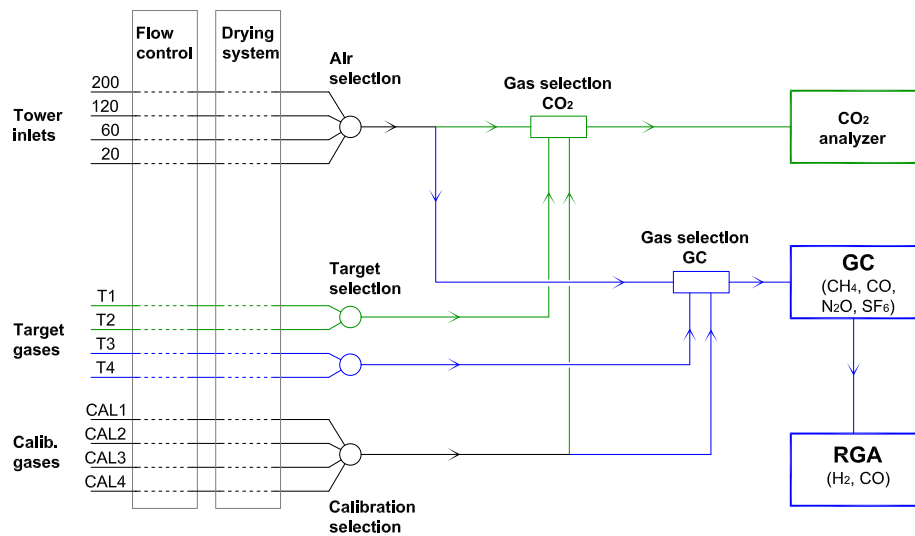 Flow
control
Drying
system
Air
selection
Gas selection
CO₂
Tower
inlets
200
120
60
20
CO₂
analyzer
Gas selection
GC
Target selection
GC
(CH₄, CO,
N₂O, SF₆)
Target
gases
T1
T2
T3
T4
Calib.
gases
CAL1
CAL2
CAL3
CAL4
Calibration
selection
RGA
(H₂, CO)